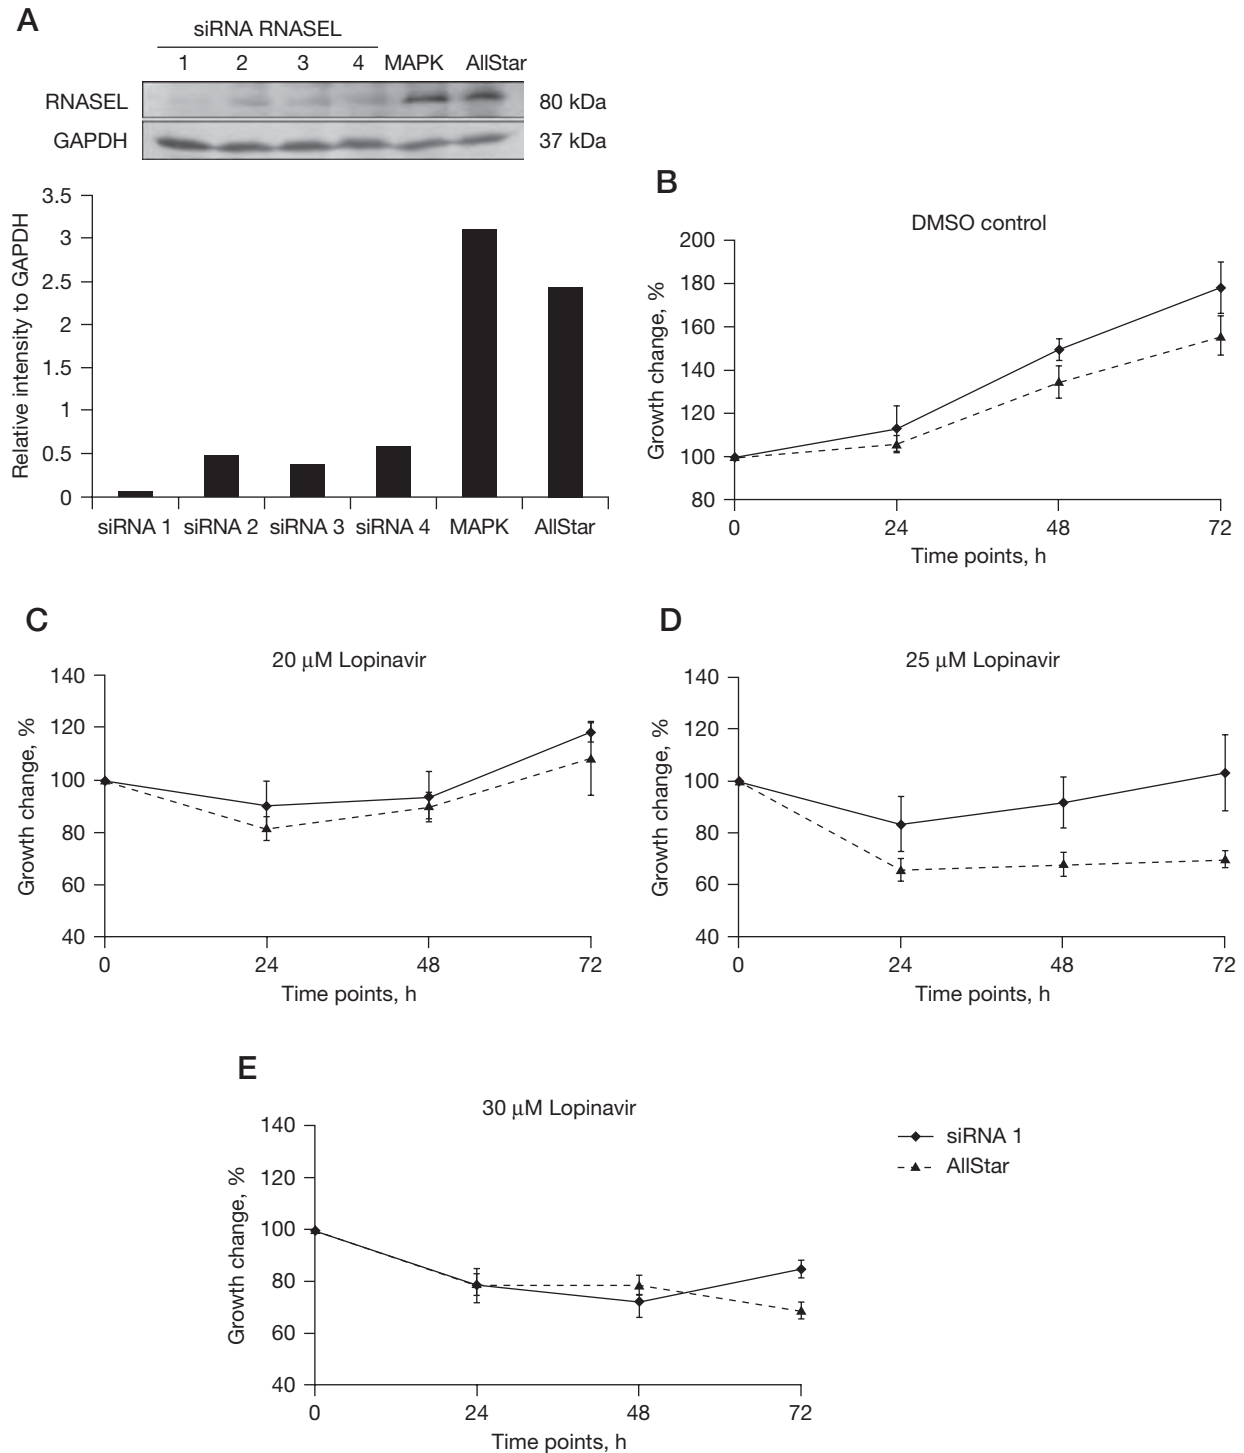 A
siRNA RNASEL
1 2 3 4 MAPK AllStar
RNASEL 80 kDa
GAPDH 37 kDa
Relative intensity to GAPDH
3.5
3
2.5
2
1.5
1
0.5
0
siRNA 1 siRNA 2 siRNA 3 siRNA 4 MAPK AllStar
B
DMSO control
Growth change, %
200
180
160
140
120
100
80
0 24 48 72
Time points, h
C
20 μM Lopinavir
Growth change, %
140
120
100
80
60
40
0 24 48 72
Time points, h
D
25 μM Lopinavir
Growth change, %
140
120
100
80
60
40
0 24 48 72
Time points, h
E
30 μM Lopinavir
Growth change, %
140
120
100
80
60
40
0 24 48 72
Time points, h
siRNA 1
AllStar